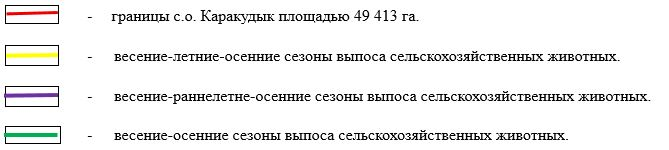 - границы с.о. Каракудык площадью 49 413 га.
- весение-летние-осенние сезоны выпоса сельскохозяйственных животных.
- весение-раннелетне-осенние сезоны выпоса сельскохозяйственных животных.
- весение-осенние сезоны выпоса сельскохозяйственных животных.